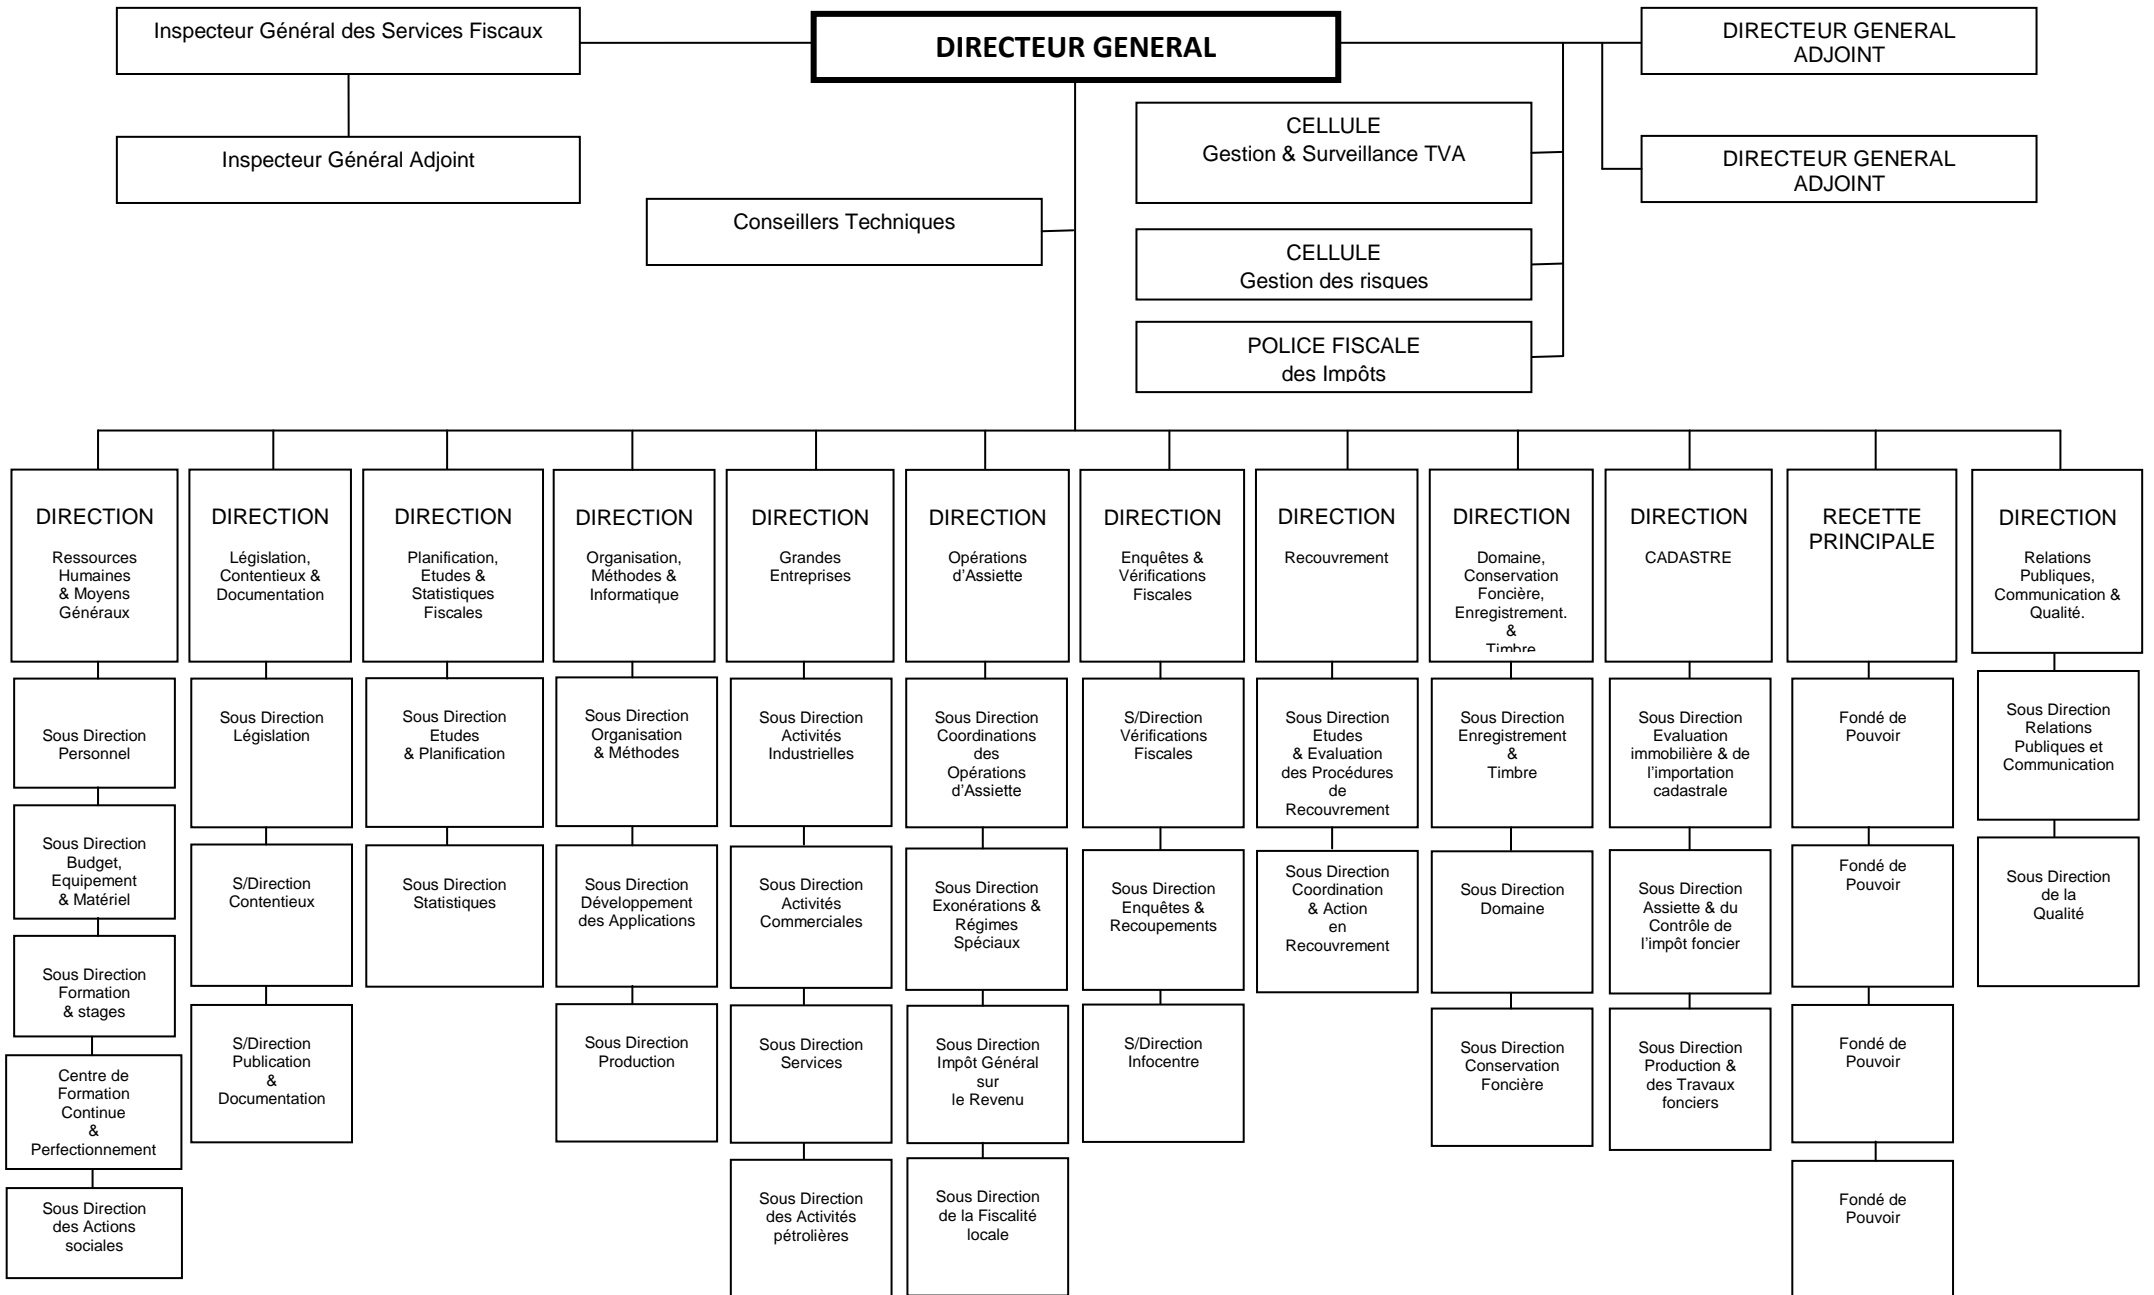 Inspecteur Général des Services Fiscaux
DIRECTEUR GENERAL
DIRECTEUR GENERAL
ADJOINT
Inspecteur Général Adjoint
CELLULE
Gestion & Surveillance TVA
DIRECTEUR GENERAL
ADJOINT
Conseillers Techniques
CELLULE
Gestion des risques
POLICE FISCALE
des Impôts
DIRECTION
Ressources
Humaines
& Moyens
Généraux
Sous Direction
Personnel
Sous Direction
Budget,
Equipement
& Matériel
Sous Direction
Formation
& stages
Centre de
Formation
Continue
&
Perfectionnement
Sous Direction
des Actions
sociales
DIRECTION
Législation,
Contentieux &
Documentation
Sous Direction
Législation
S/Direction
Contentieux
S/Direction
Publication
&
Documentation
DIRECTION
Planification,
Etudes &
Statistiques
Fiscales
Sous Direction
Etudes
& Planification
Sous Direction
Statistiques
DIRECTION
Organisation,
Méthodes &
Informatique
Sous Direction
Organisation
& Méthodes
Sous Direction
Développement
des Applications
Sous Direction
Production
DIRECTION
Grandes
Entreprises
Sous Direction
Activités
Industrielles
Sous Direction
Activités
Commerciales
Sous Direction
Services
Sous Direction
des Activités
pétrolières
DIRECTION
Opérations
d’Assiette
Sous Direction
Coordinations
des
Opérations
d’Assiette
Sous Direction
Exonérations &
Régimes
Spéciaux
Sous Direction
Impôt Général
sur
le Revenu
Sous Direction
de la Fiscalité
locale
DIRECTION
Enquêtes &
Vérifications
Fiscales
S/Direction
Vérifications
Fiscales
Sous Direction
Enquêtes &
Recoupements
S/Direction
Infocentre
DIRECTION
Recouvrement
Sous Direction
Etudes
& Evaluation
des Procédures
de
Recouvrement
Sous Direction
Coordination
& Action
en
Recouvrement
DIRECTION
Domaine,
Conservation
Foncière,
Enregistrement.
&
Timbre
Sous Direction
Enregistrement
&
Timbre
Sous Direction
Domaine
Sous Direction
Conservation
Foncière
DIRECTION
CADASTRE
Sous Direction
Evaluation
immobilière & de
l’importation
cadastrale
Sous Direction
Assiette & du
Contrôle de
l’impôt foncier
Sous Direction
Production &
des Travaux
fonciers
RECETTE
PRINCIPALE
Fondé de
Pouvoir
Fondé de
Pouvoir
Fondé de
Pouvoir
Fondé de
Pouvoir
DIRECTION
Relations
Publiques,
Communication &
Qualité.
Sous Direction
Relations
Publiques et
Communication
Sous Direction
de la
Qualité